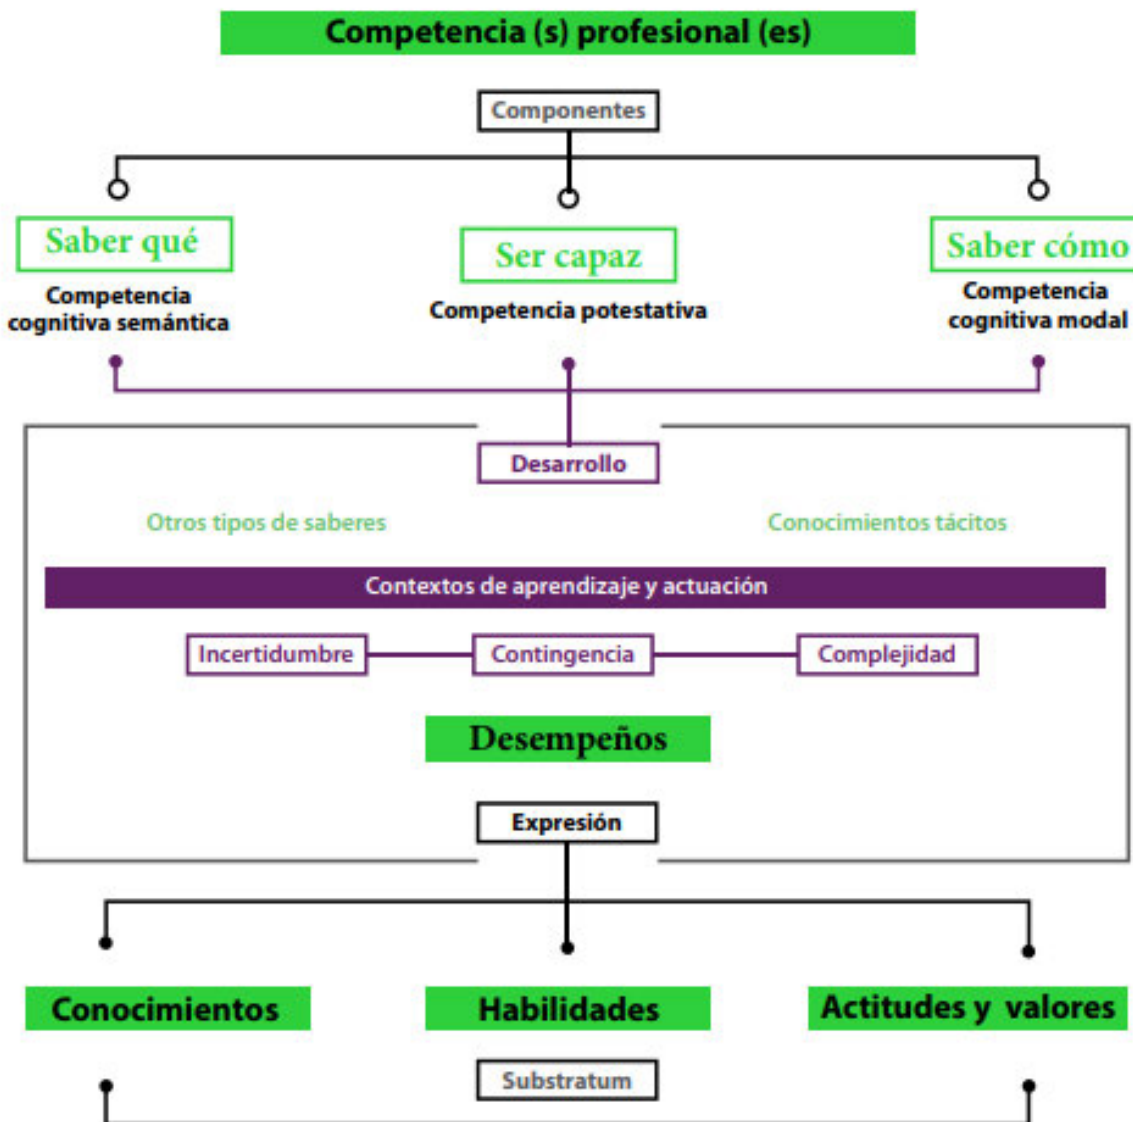 Competencia (s) profesional (es)
Componentes
Saber qué
Ser capaz
Saber cómo
Competencia
cognitiva semántica
Competencia potestativa
Competencia
cognitiva modal
Desarrollo
Otros tipos de saberes
Conocimientos tácitos
Contextos de aprendizaje y actuación
Incertidumbre
Contingencia
Complejidad
Desempeños
Expresión
Conocimientos
Habilidades
Actitudes y valores
Substratum